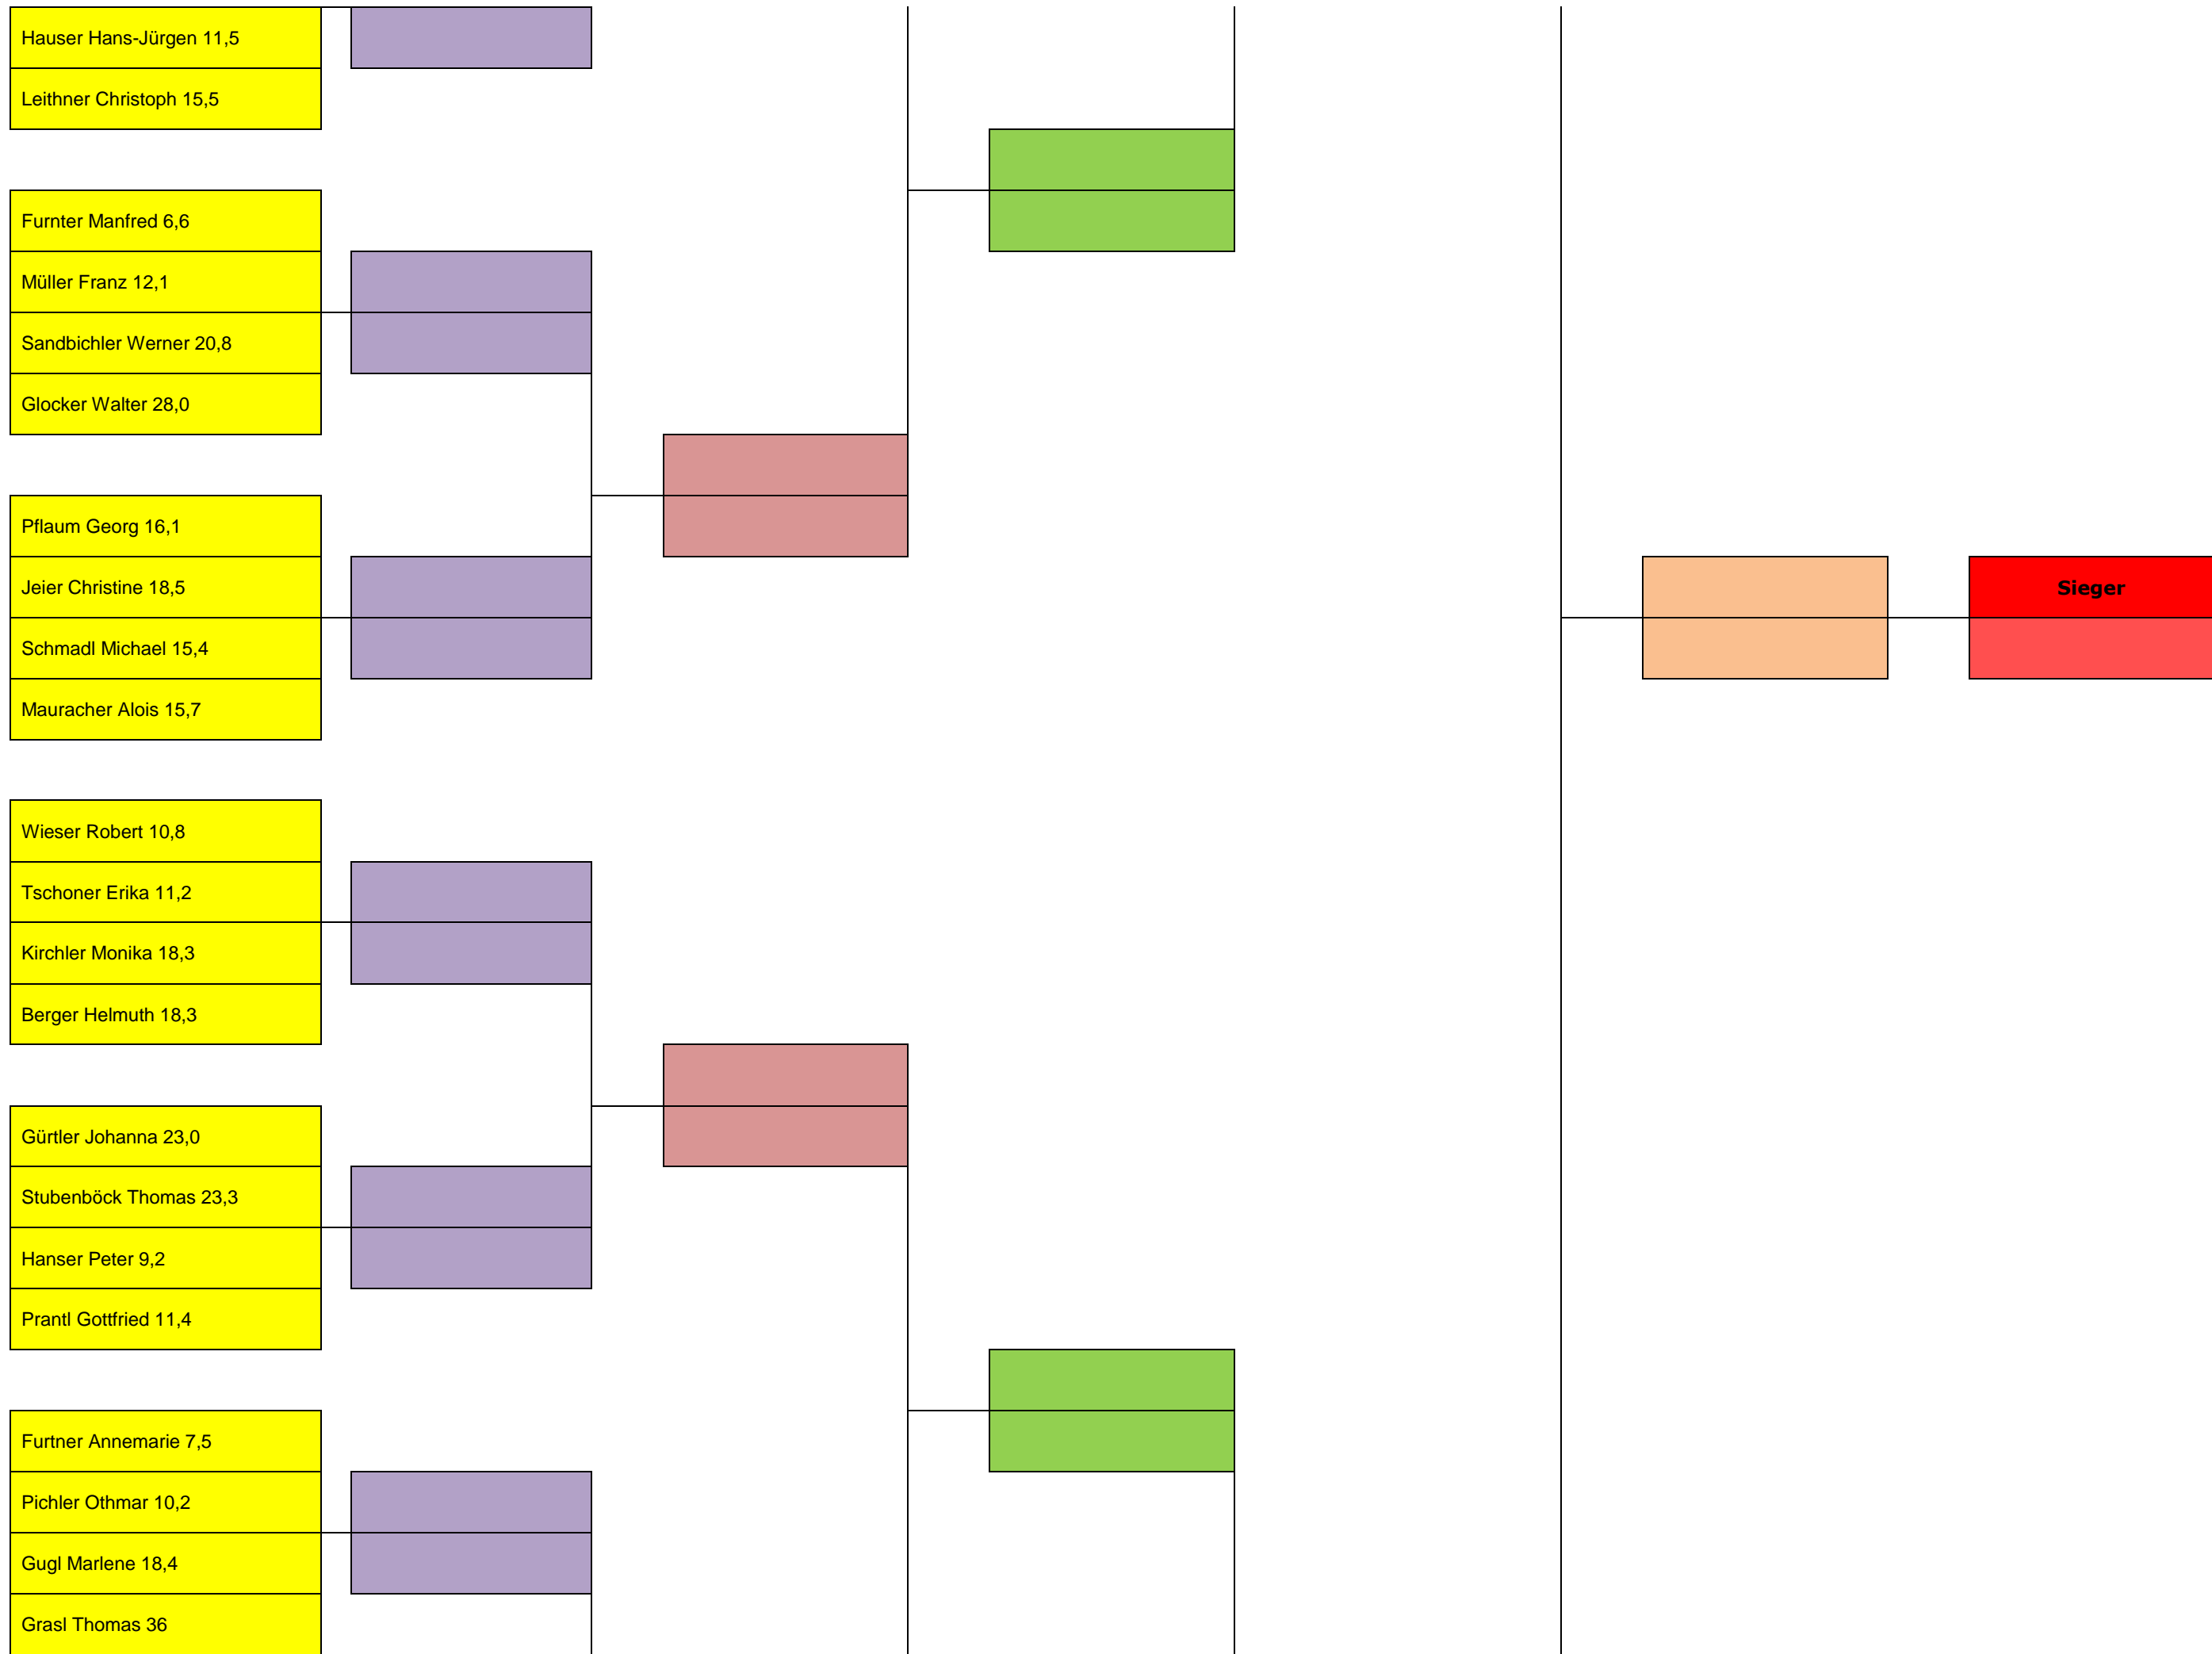 Hauser Hans-Jürgen 11,5
Leithner Christoph 15,5
Furnter Manfred 6,6
Müller Franz 12,1
Sandbichler Werner 20,8
Glocker Walter 28,0
Pflaum Georg 16,1
Jeier Christine 18,5
Sieger
Schmadl Michael 15,4
Mauracher Alois 15,7
Wieser Robert 10,8
Tschoner Erika 11,2
Kirchler Monika 18,3
Berger Helmuth 18,3
Gürtler Johanna 23,0
Stubenböck Thomas 23,3
Hanser Peter 9,2
Prantl Gottfried 11,4
Furtner Annemarie 7,5
Pichler Othmar 10,2
Gugl Marlene 18,4
Grasl Thomas 36